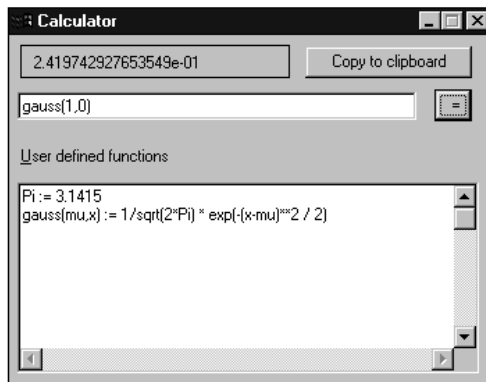 Calculator
2.419742927653549e-01
Copy to clipboard
gauss(1,0)
=
User defined functions
Pi := 3.1415
gauss(mu,x) := 1/sqrt(2*Pi) * exp(-(x-mu)**2 / 2)